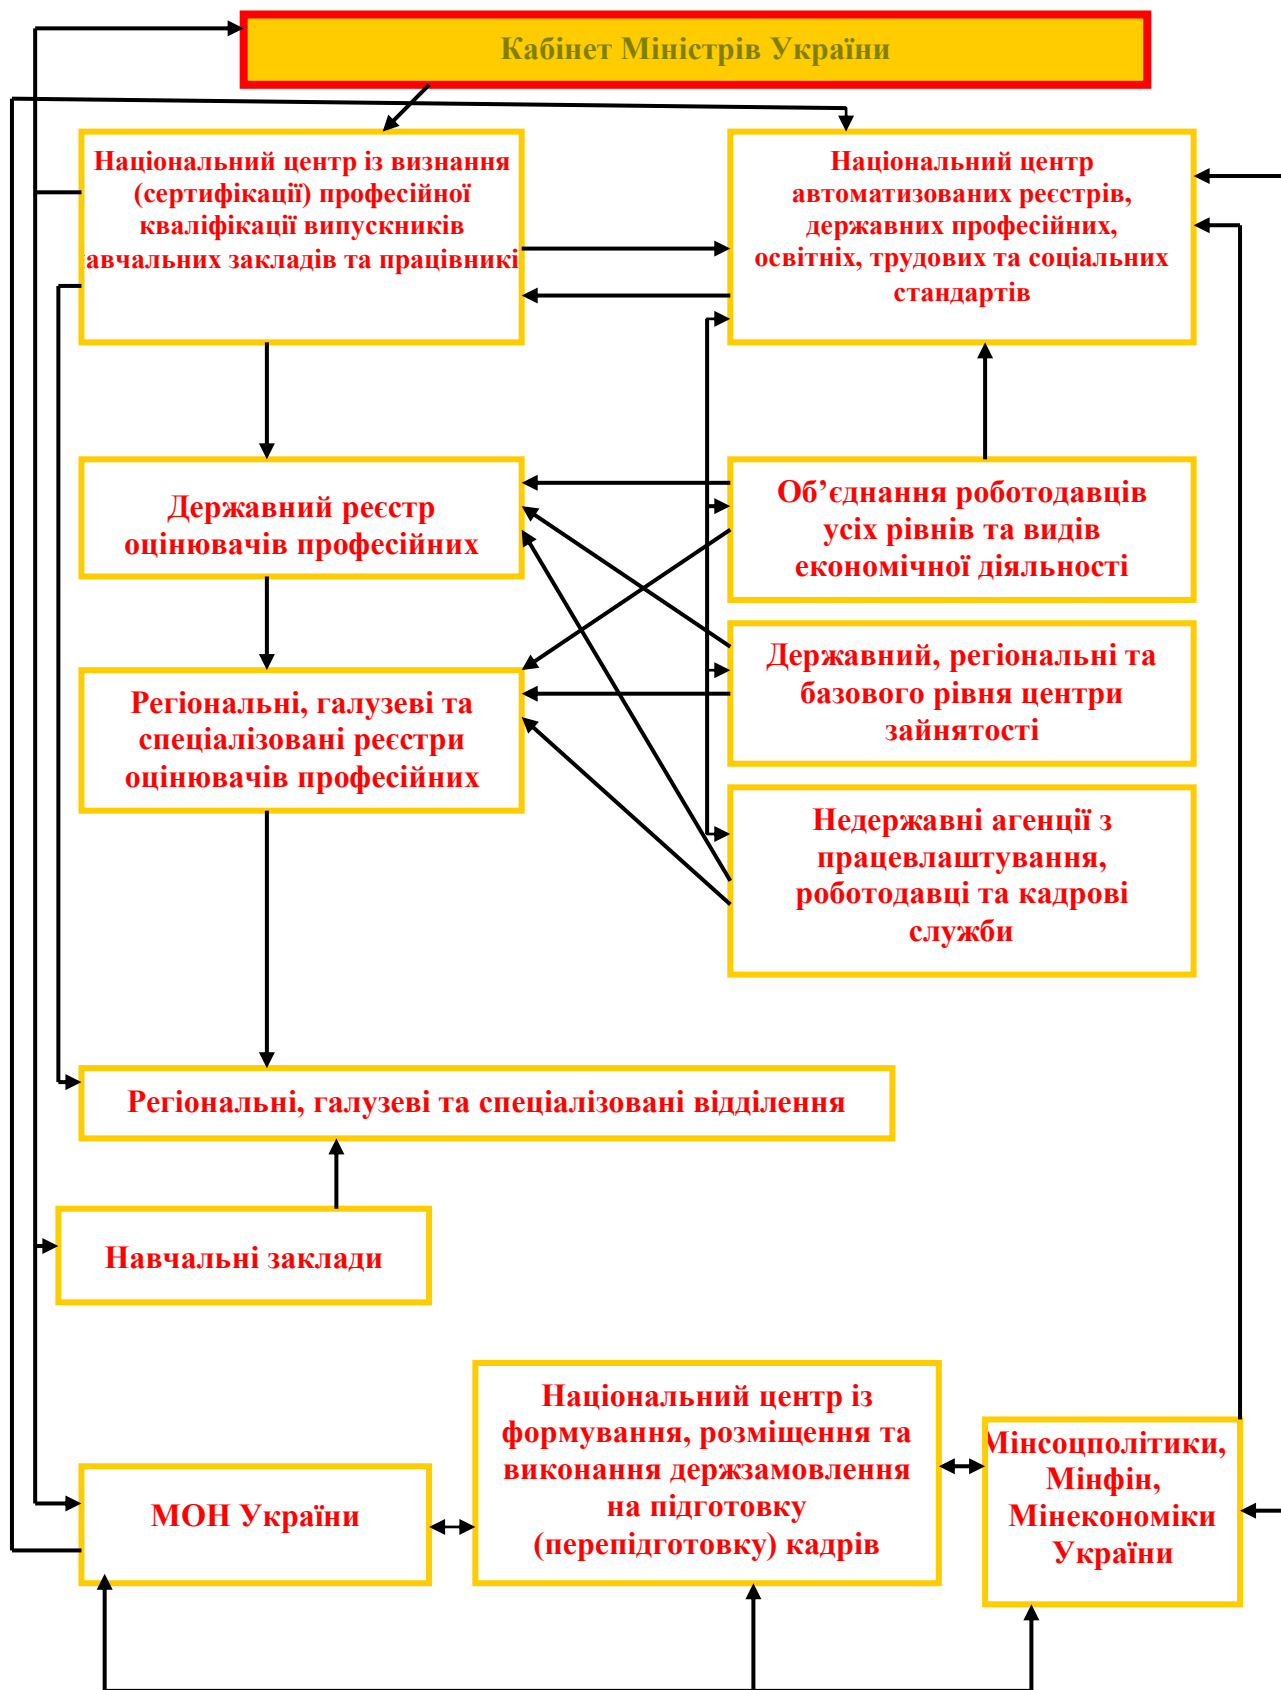 Кабінет Міністрів України
Національний центр із визнання
(сертифікації) професійної
кваліфікації випускників
авчальних закладів та працівникі
Національний центр
автоматизованих реєстрів,
державних професійних,
освітніх, трудових та соціальних
стандартів
Державний реєстр
оцінювачів професійних
Об’єднання роботодавців
усіх рівнів та видів
економічної діяльності
Регіональні, галузеві та
спеціалізовані реєстри
оцінювачів професійних
Державний, регіональні та
базового рівня центри
зайнятості
Недержавні агенції з
працевлаштування,
роботодавці та кадрові
служби
Регіональні, галузеві та спеціалізовані відділення
Навчальні заклади
МОН України
Національний центр із
формування, розміщення та
виконання держзамовлення
на підготовку
(перепідготовку) кадрів
Мінсоцполітики,
Мінфін,
Мінекономіки
України